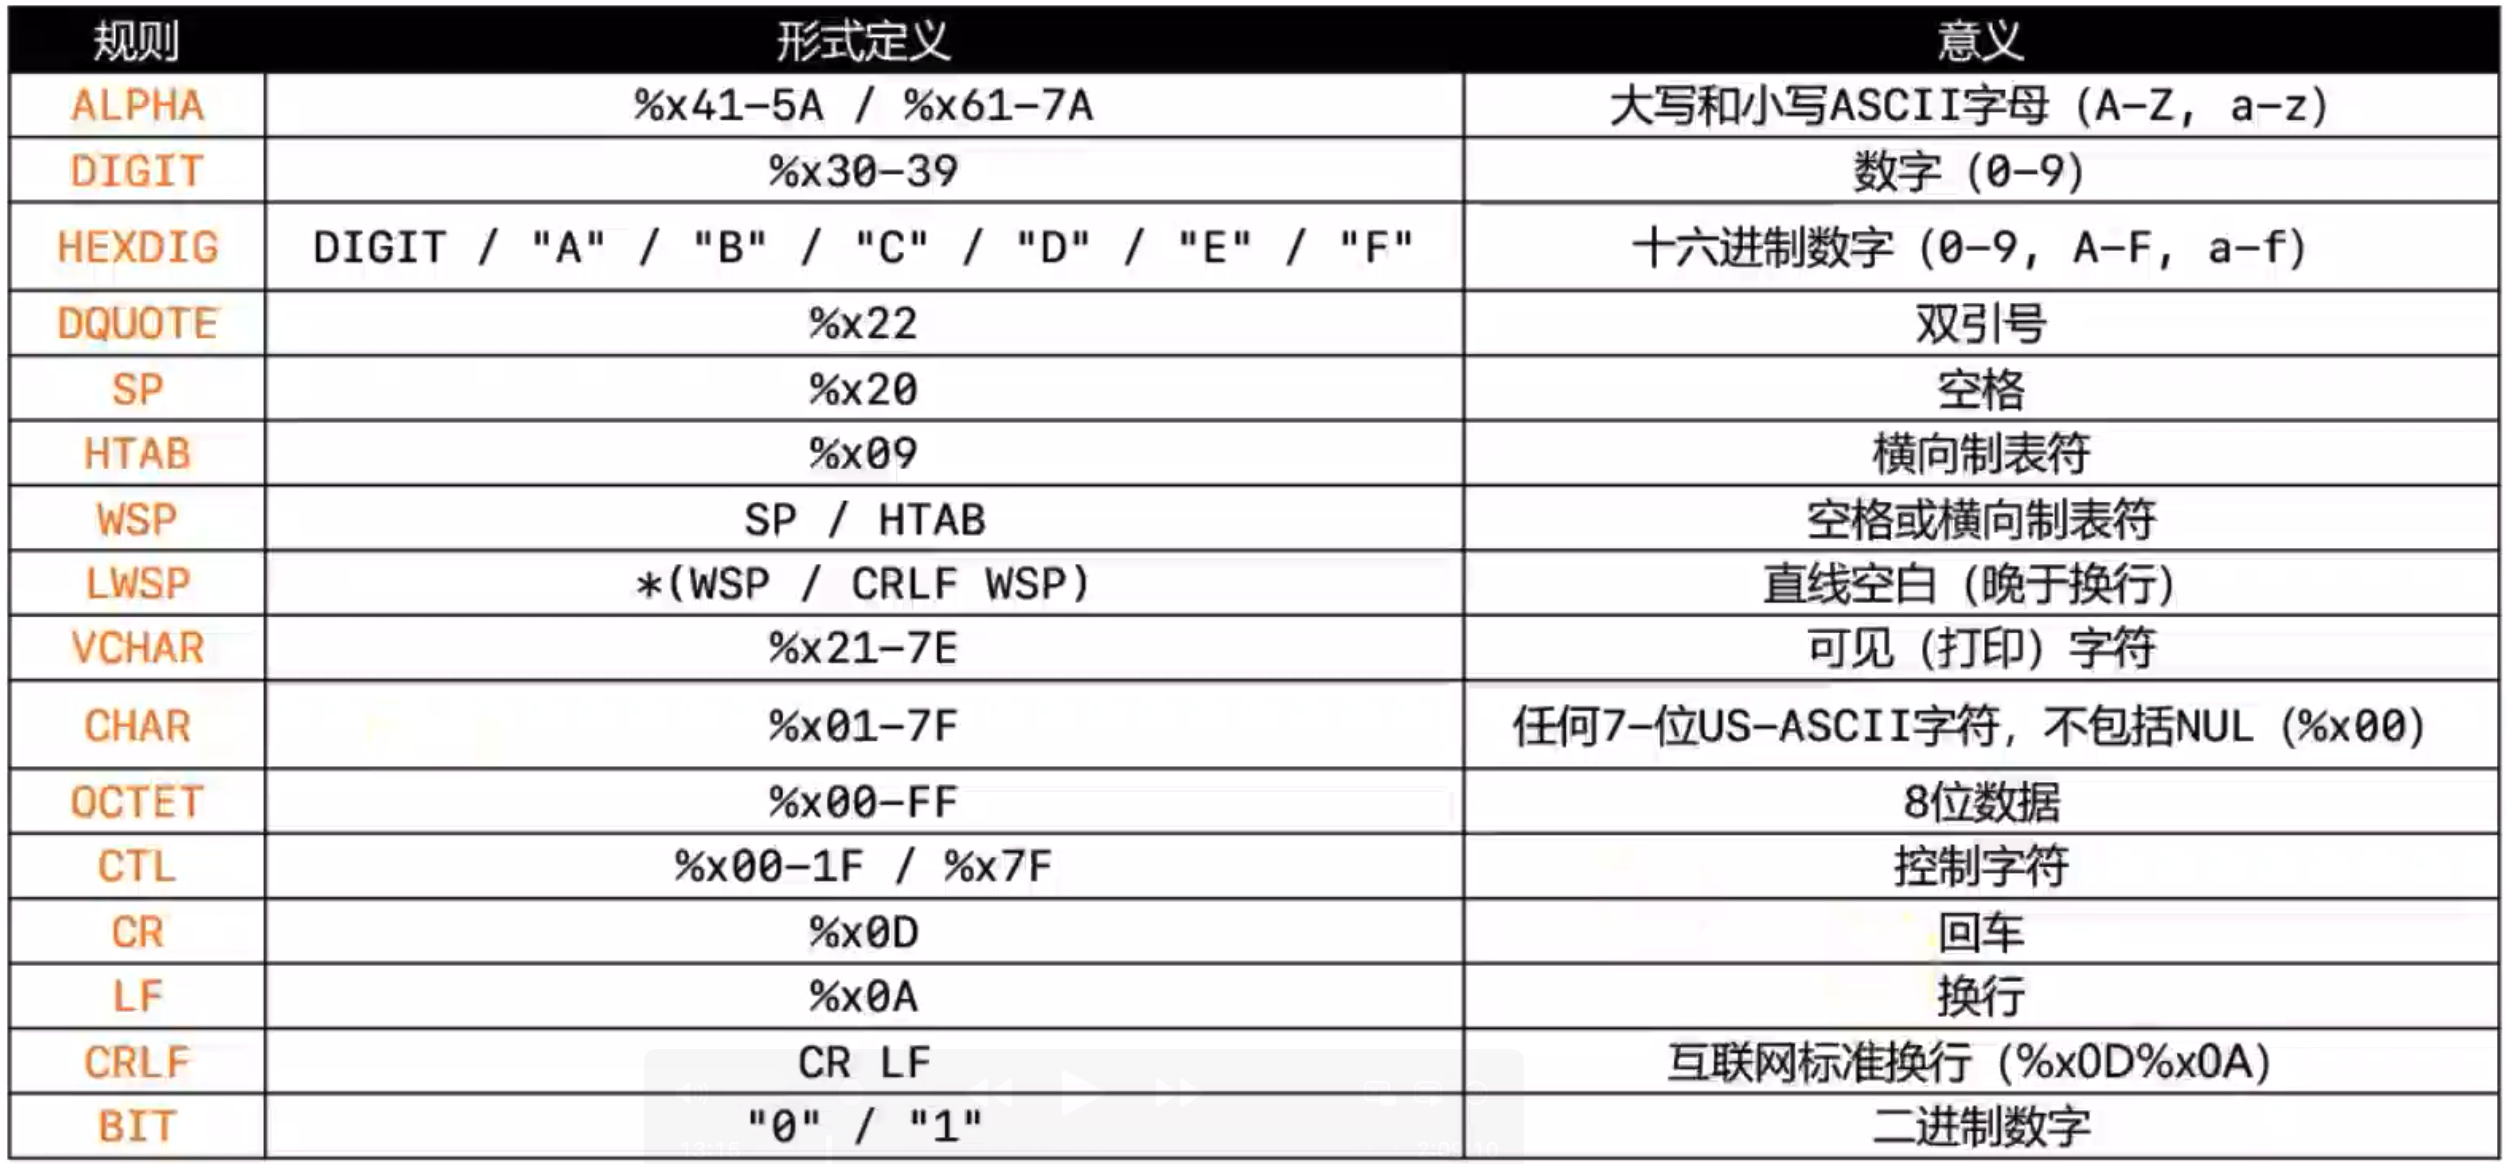 规则 形式定义 意义
ALPHA %x41-5A / %x61-7A 大写和小写ASCII字母（A-Z, a-z）
DIGIT %x30-39 数字（0-9）
HEXDIG DIGIT / "A" / "B" / "C" / "D" / "E" / "F" 十六进制数字（0-9, A-F, a-f）
DQUOTE %x22 双引号
SP %x20 空格
HTAB %x09 横向制表符
WSP SP / HTAB 空格或横向制表符
LWSP *(WSP / CRLF WSP) 直线空白（晚于换行）
VCHAR %x21-7E 可见（打印）字符
CHAR %x01-7F 任何7-位US-ASCII字符，不包括NUL（%x00）
OCTET %x00-FF 8位数据
CTL %x00-1F / %x7F 控制字符
CR %x0D 回车
LF %x0A 换行
CRLF CR LF 互联网标准换行（%x0D%x0A）
BIT "0" / "1" 二进制数字